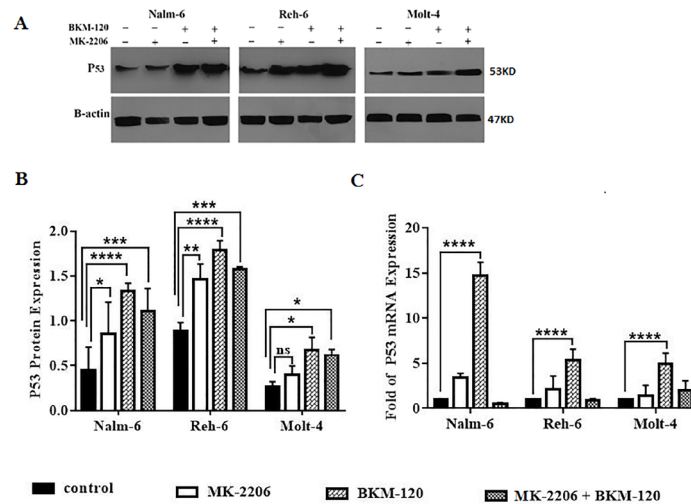 A
Nalm-6 Reh-6 Molt-4
BKM-120 − − + + − − + + − − + +
MK-2206 − + − + − + − + − + − +
P53 53KD
B-actin 47KD
B
C
P53 Protein Expression
2.0
1.5
1.0
0.5
0.0
***
****
*
***
****
**
*
*
ns
Nalm-6 Reh-6 Molt-4
Fold of P53 mRNA Expression
20
15
10
5
0
****
****
****
Nalm-6 Reh-6 Molt-4
control MK-2206 BKM-120 MK-2206 + BKM-120